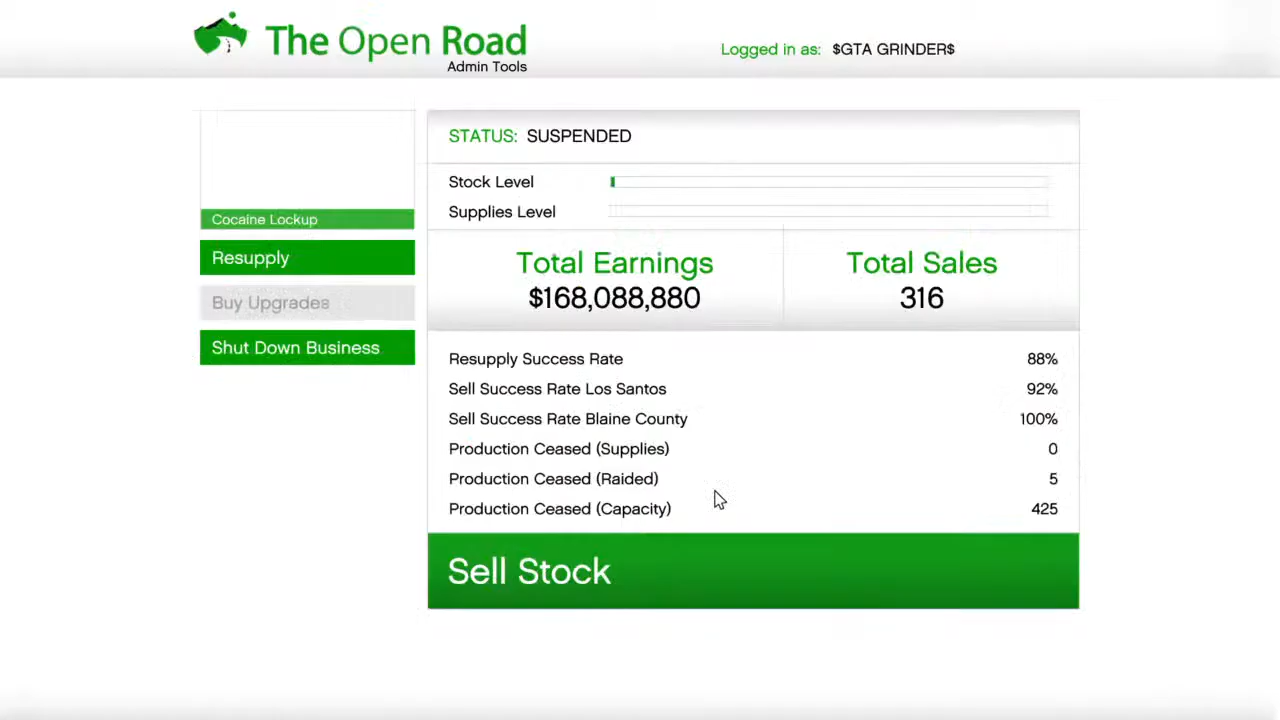 The Open Road
Admin Tools
Logged in as: $GTA GRINDER$
Cocaine Lockup
Resupply
Buy Upgrades
Shut Down Business
STATUS: SUSPENDED
Stock Level
Supplies Level
Total Earnings
$168,088,880
Total Sales
316
Resupply Success Rate 88%
Sell Success Rate Los Santos 92%
Sell Success Rate Blaine County 100%
Production Ceased (Supplies) 0
Production Ceased (Raided) 5
Production Ceased (Capacity) 425
Sell Stock